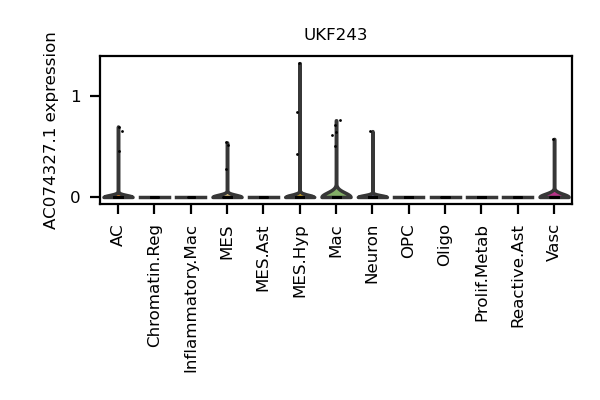 UKF243
AC074327.1 expression
1
0
AC
Chromatin.Reg
Inflammatory.Mac
MES
MES.Ast
MES.Hyp
Mac
Neuron
OPC
Oligo
Prolif.Metab
Reactive.Ast
Vasc